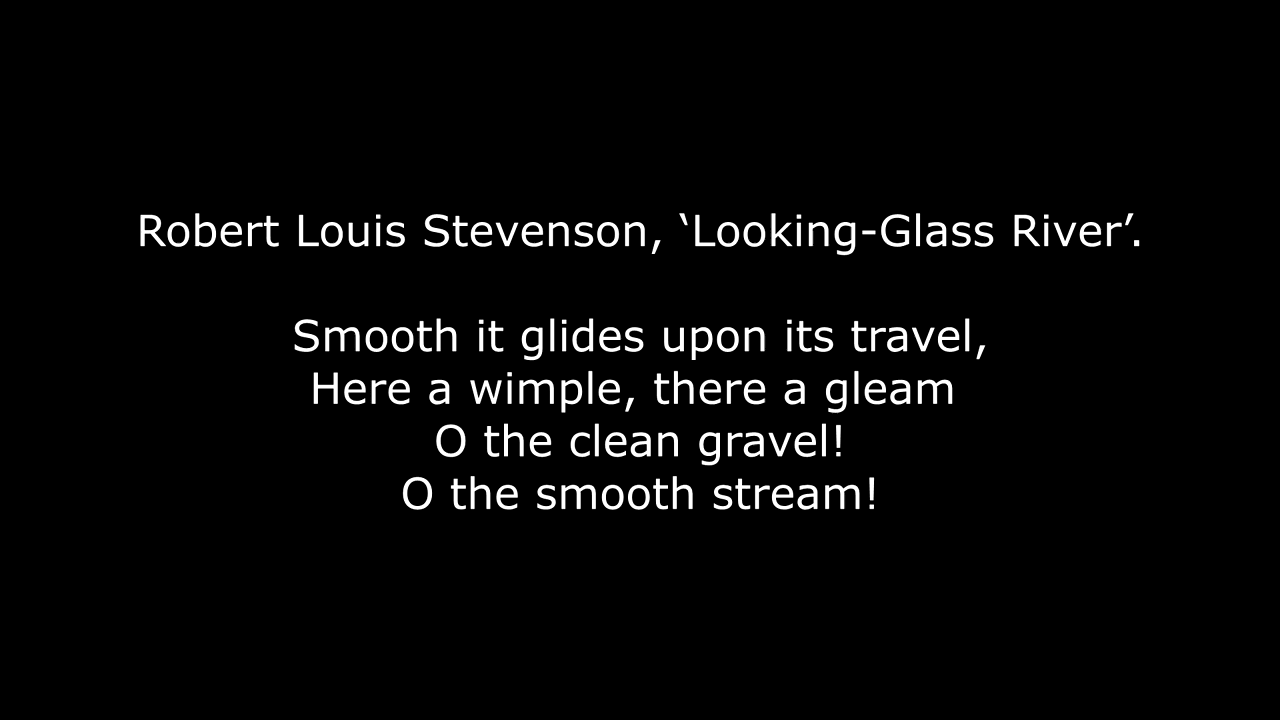 Robert Louis Stevenson, ‘Looking-Glass River’.
Smooth it glides upon its travel,
Here a wimple, there a gleam
O the clean gravel!
O the smooth stream!